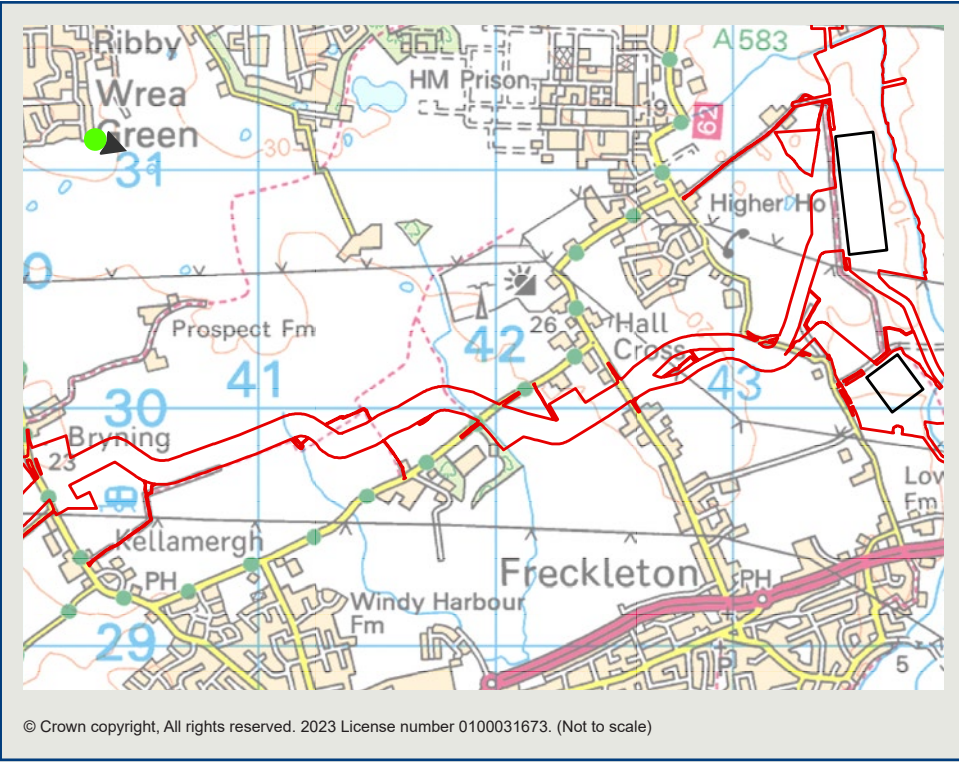 Ribby
A 583
HM Prison
Wrea
Green
19
62
30
31
Higher Ho
0
Prospect Fm
26
Hall
Cross
42
41
43
30
Bryning
23
Low
Fm
Kellamergh
Freckleton
PH
PH
Windy Harbour
Fm
29
5
© Crown copyright, All rights reserved. 2023 License number 0100031673. (Not to scale)